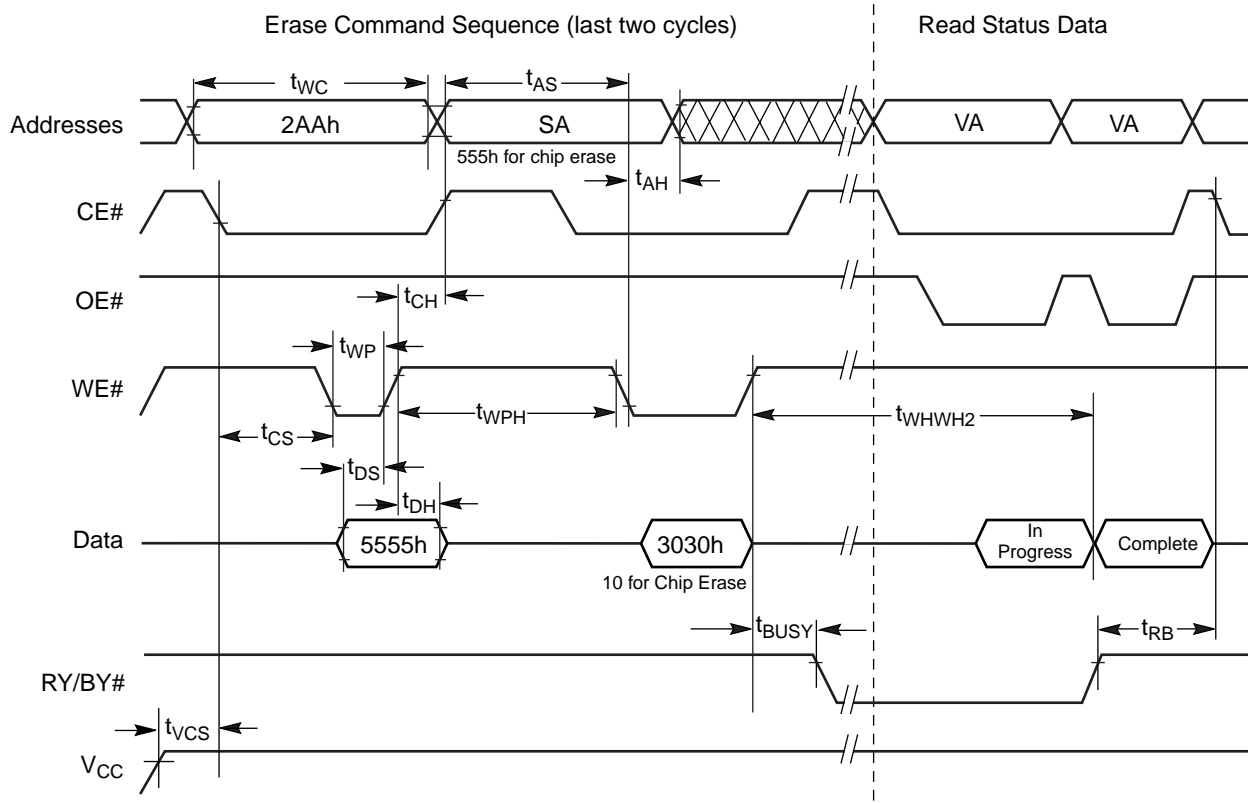 Erase Command Sequence (last two cycles)
Read Status Data
tWC
tAS
Addresses
2AAh
SA
VA
VA
555h for chip erase
tAH
CE#
OE#
tCH
tWP
WE#
tWPH
tWHWH2
tCS
tDS
tDH
Data
5555h
3030h
In
Progress
Complete
10 for Chip Erase
tBUSY
tRB
RY/BY#
tVCS
VCC